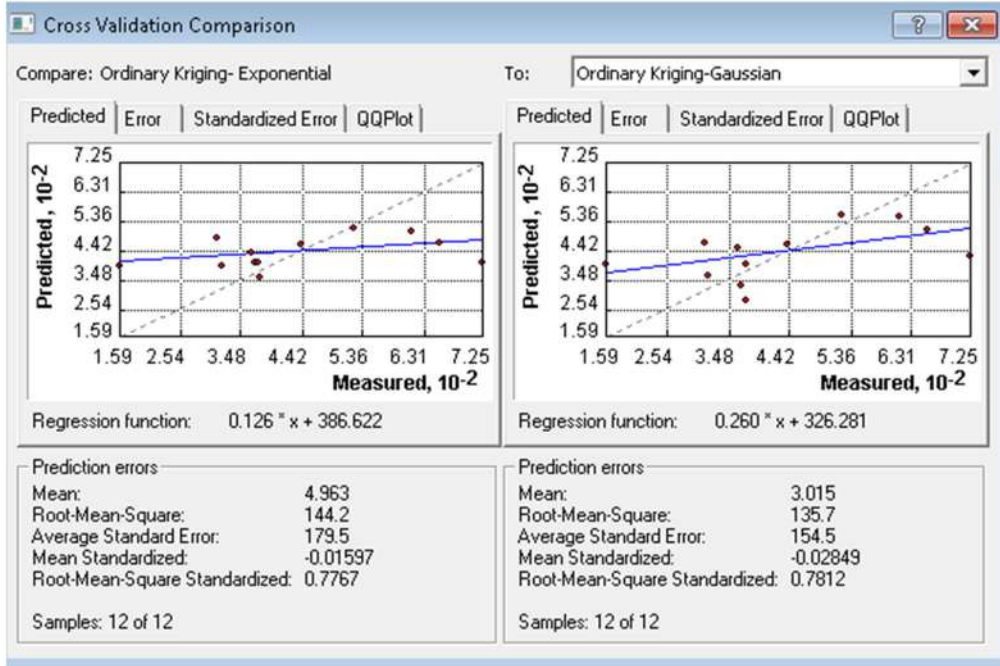 Cross Validation Comparison
Compare: Ordinary Kriging- Exponential To: Ordinary Kriging-Gaussian
Predicted Error Standardized Error QQPlot
7.25
6.31
5.36
4.42
3.48
2.54
1.59
Predicted, 10-2
1.59 2.54 3.48 4.42 5.36 6.31 7.25
Measured, 10-2
Regression function: 0.126 * x + 386.622
Predicted Error Standardized Error QQPlot
7.25
6.31
5.36
4.42
3.48
2.54
1.59
Predicted, 10-2
1.59 2.54 3.48 4.42 5.36 6.31 7.25
Measured, 10-2
Regression function: 0.260 * x + 326.281
Prediction errors
Mean: 4.963
Root-Mean-Square: 144.2
Average Standard Error: 179.5
Mean Standardized: -0.01597
Root-Mean-Square Standardized: 0.7767
Samples: 12 of 12
Prediction errors
Mean: 3.015
Root-Mean-Square: 135.7
Average Standard Error: 154.5
Mean Standardized: -0.02849
Root-Mean-Square Standardized: 0.7812
Samples: 12 of 12